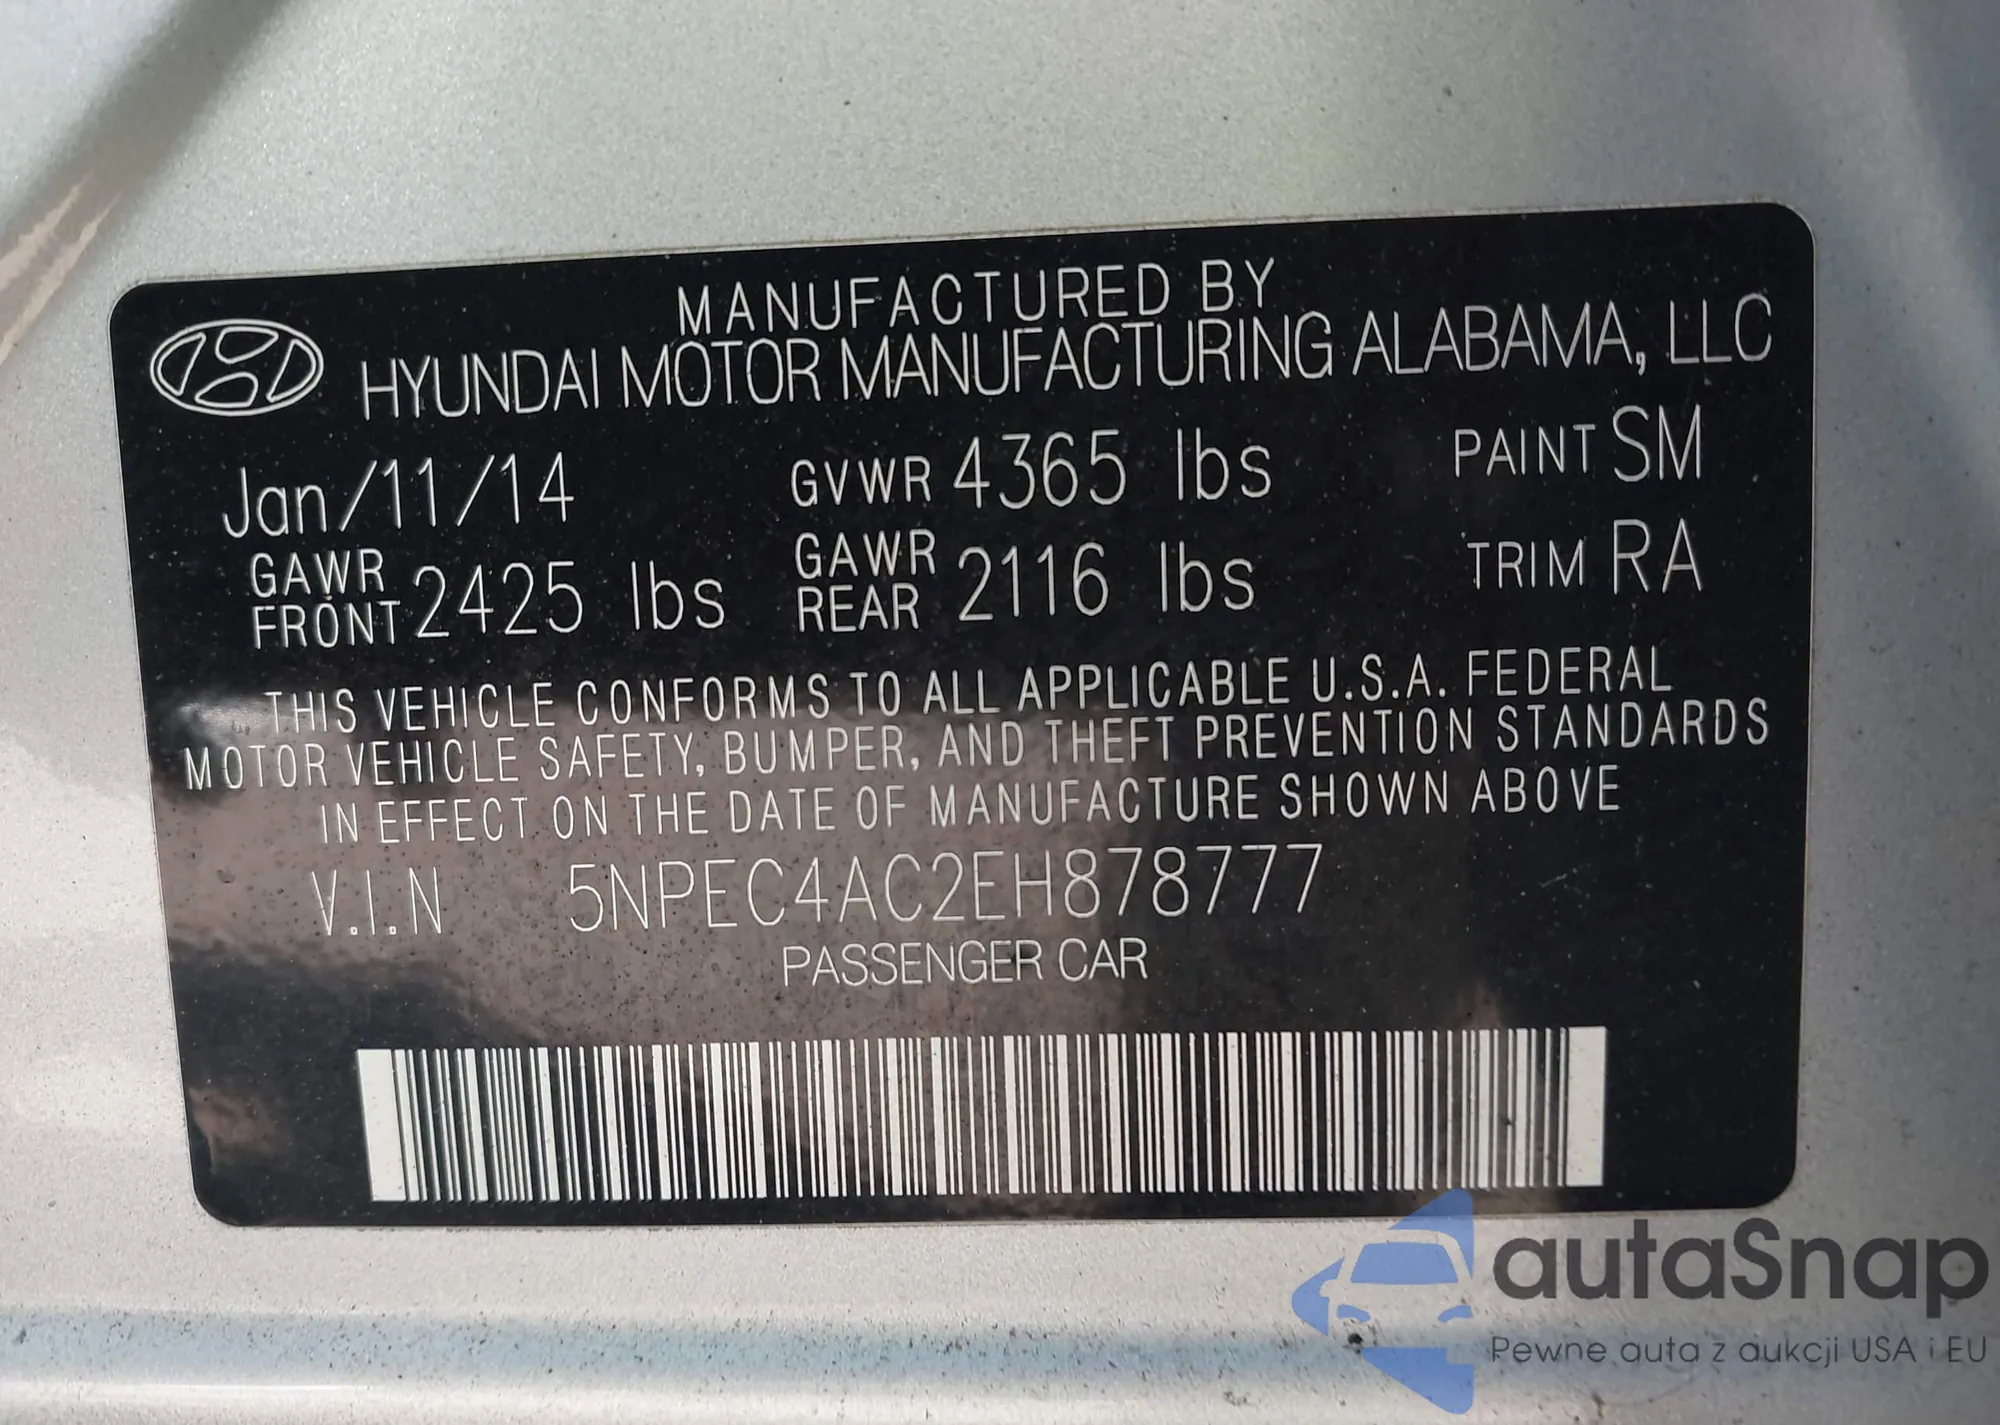 MANUFACTURED BY
HYUNDAI MOTOR MANUFACTURING ALABAMA, LLC
Jan/11/14 GVWR 4365 lbs PAINT SM
GAWR FRONT 2425 lbs GAWR REAR 2116 lbs TRIM RA
THIS VEHICLE CONFORMS TO ALL APPLICABLE U.S.A. FEDERAL
MOTOR VEHICLE SAFETY, BUMPER, AND THEFT PREVENTION STANDARDS
IN EFFECT ON THE DATE OF MANUFACTURE SHOWN ABOVE
V.I.N 5NPEC4AC2EH878777
PASSENGER CAR
autaSnap
Pewne auta z aukcji USA i EU